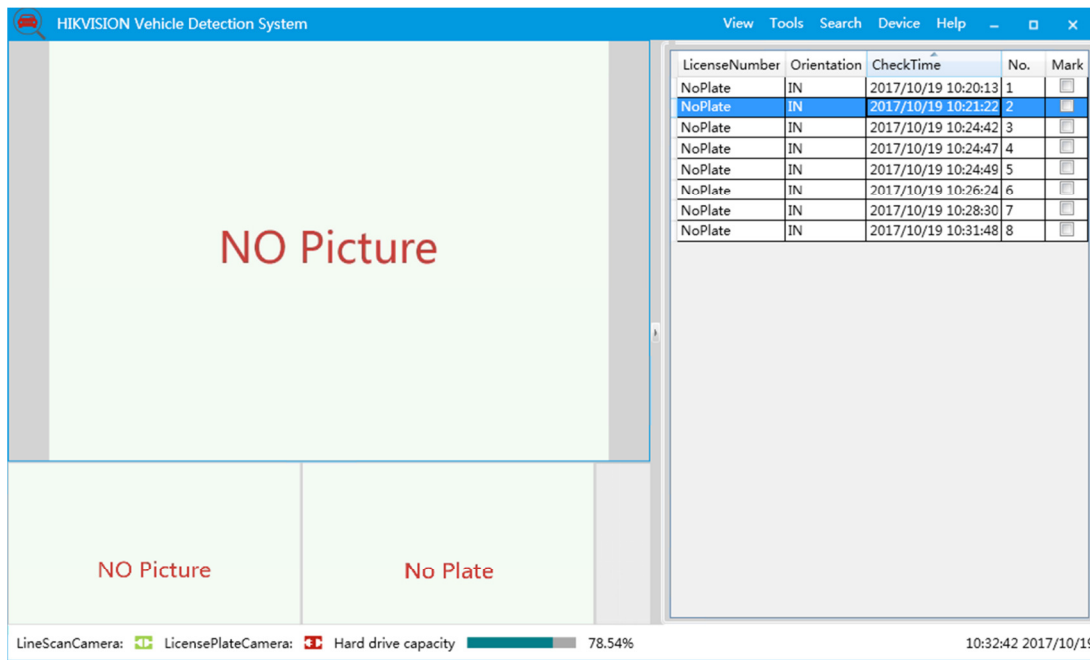 HIKVISION Vehicle Detection System View Tools Search Device Help
LicenseNumber Orientation CheckTime No. Mark
NoPlate IN 2017/10/19 10:20:13 1
NoPlate IN 2017/10/19 10:21:22 2
NoPlate IN 2017/10/19 10:24:42 3
NoPlate IN 2017/10/19 10:24:47 4
NoPlate IN 2017/10/19 10:24:49 5
NoPlate IN 2017/10/19 10:26:24 6
NoPlate IN 2017/10/19 10:28:30 7
NoPlate IN 2017/10/19 10:31:48 8
NO Picture
NO Picture
No Plate
LineScanCamera: LicensePlateCamera: Hard drive capacity 78.54% 10:32:42 2017/10/19